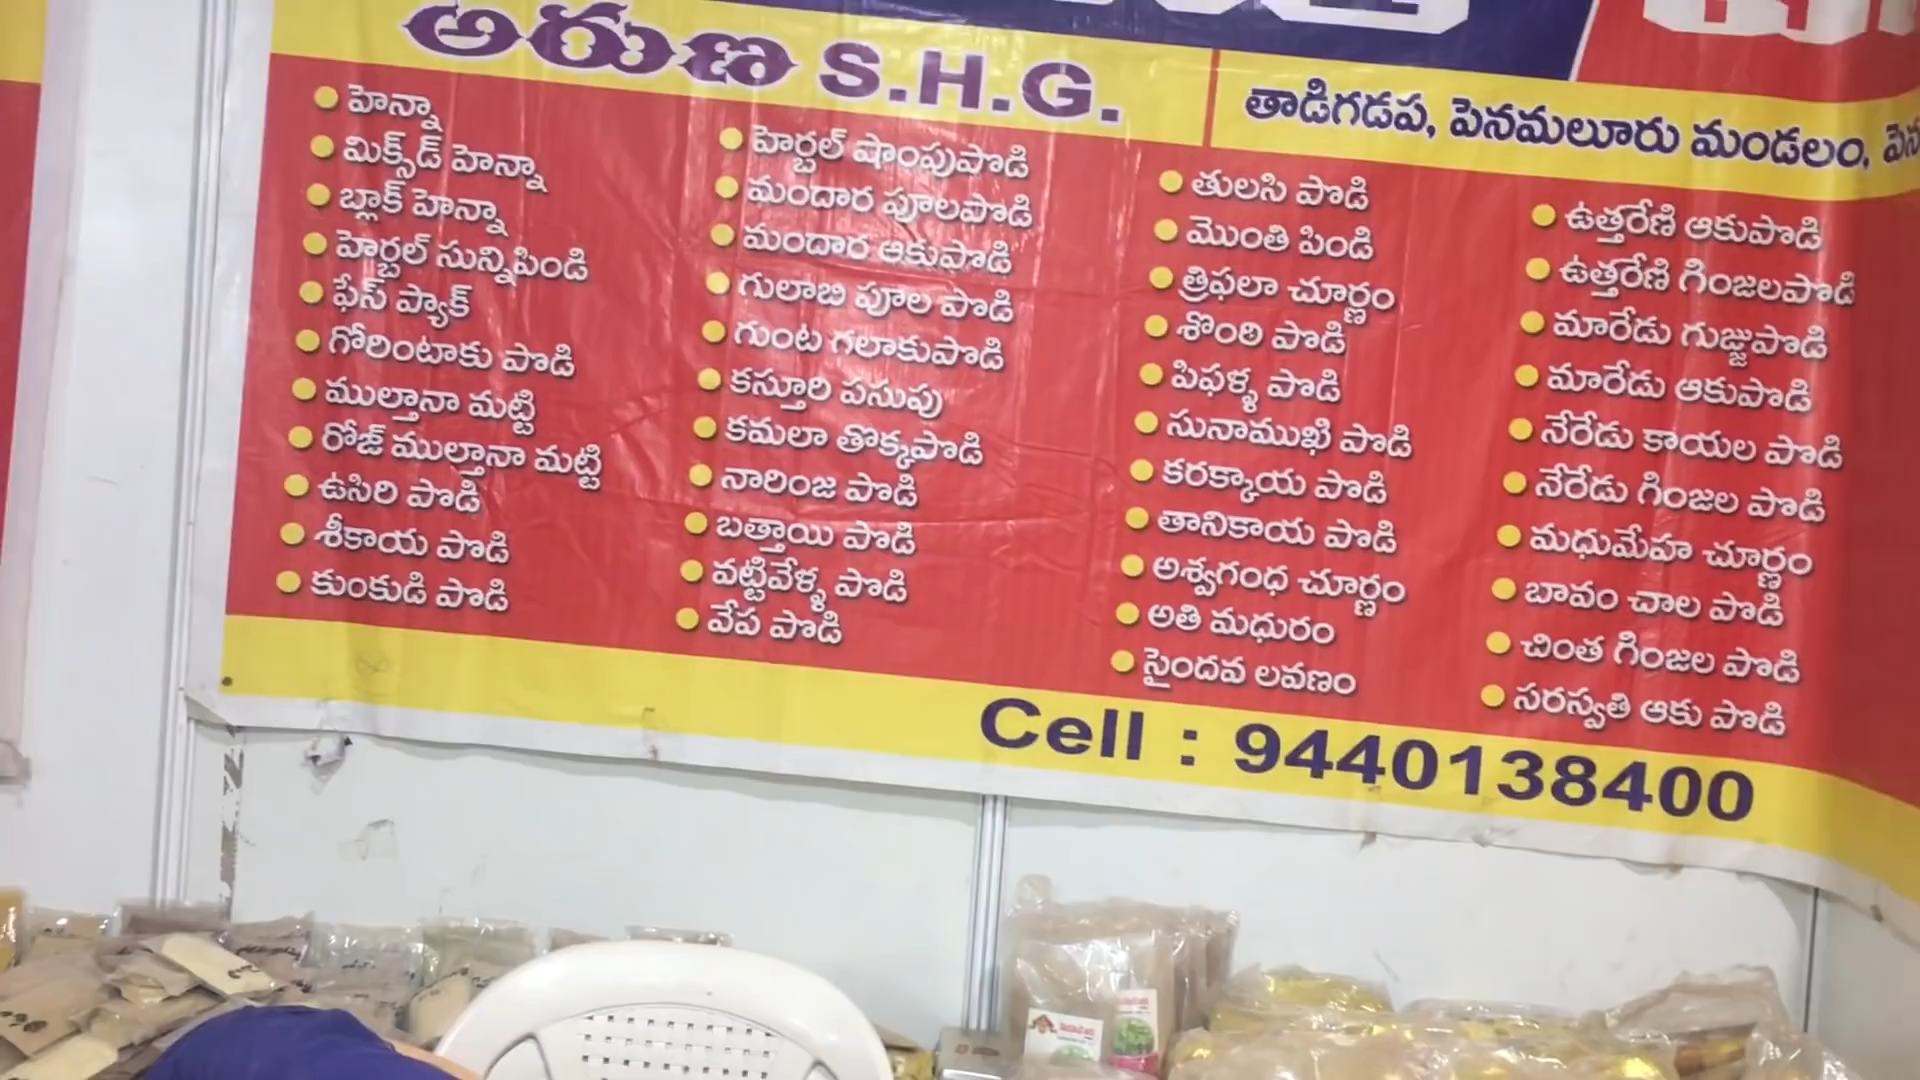 అరుణ S.H.G.
తాడిగడప, పెనమలూరు మండలం,
హెన్నా
మిక్స్‌డ్ హెన్నా
బ్లాక్ హెన్నా
హెర్బల్ సున్నిపిండి
ఫేస్ ప్యాక్
గోరింటాకు పొడి
ముల్తానా మట్టి
రోజ్ ముల్తానా మట్టి
ఉసిరి పొడి
శీకాయ పొడి
కుంకుడి పొడి
హెర్బల్ షాంపుపొడి
మందార పూలపొడి
మందార ఆకుపొడి
గులాబి పూల పొడి
గుంట గలాకుపొడి
కస్తూరి పసుపు
కమలా తొక్కపొడి
నారింజ పొడి
బత్తాయి పొడి
వట్టివేళ్ళ పొడి
వేప పొడి
తులసి పొడి
మెంతి పిండి
త్రిఫలా చూర్ణం
శొంఠి పొడి
పిఫళ్ళ పొడి
సునాముఖి పొడి
కరక్కాయ పొడి
తానికాయ పొడి
అశ్వగంధ చూర్ణం
అతి మధురం
సైందవ లవణం
ఉత్తరేణి ఆకుపొడి
ఉత్తరేణి గింజలపొడి
మారేడు గుజ్జుపొడి
మారేడు ఆకుపొడి
నేరేడు కాయల పొడి
నేరేడు గింజల పొడి
మధుమేహ చూర్ణం
బావం చాల పొడి
చింత గింజల పొడి
సరస్వతి ఆకు పొడి
Cell : 9440138400